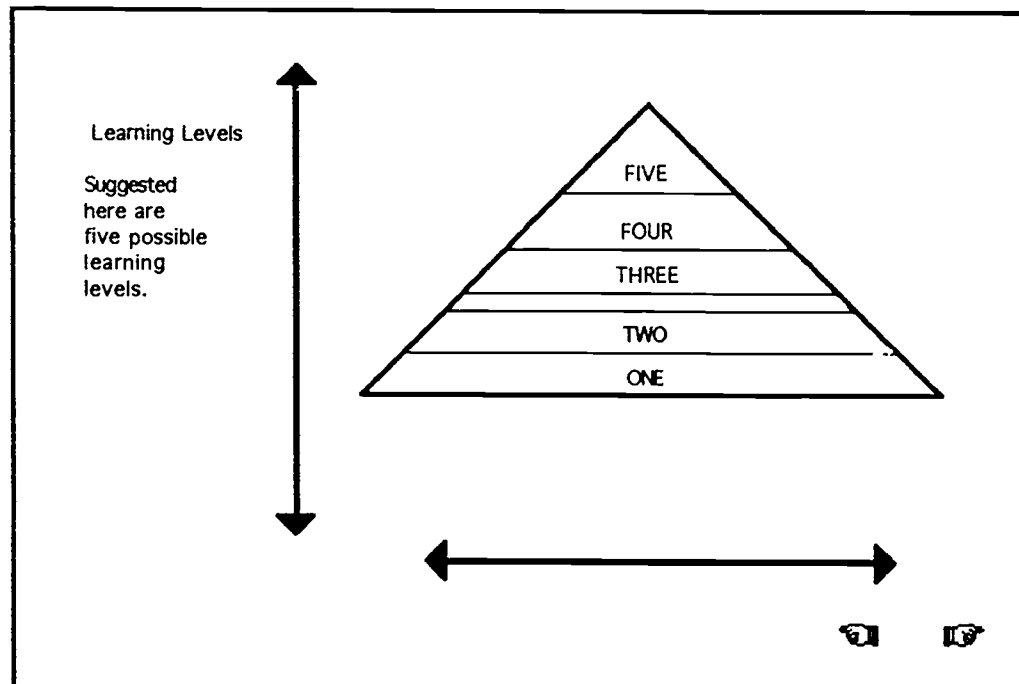 Learning Levels
Suggested
here are
five possible
learning
levels.
FIVE
FOUR
THREE
TWO
ONE